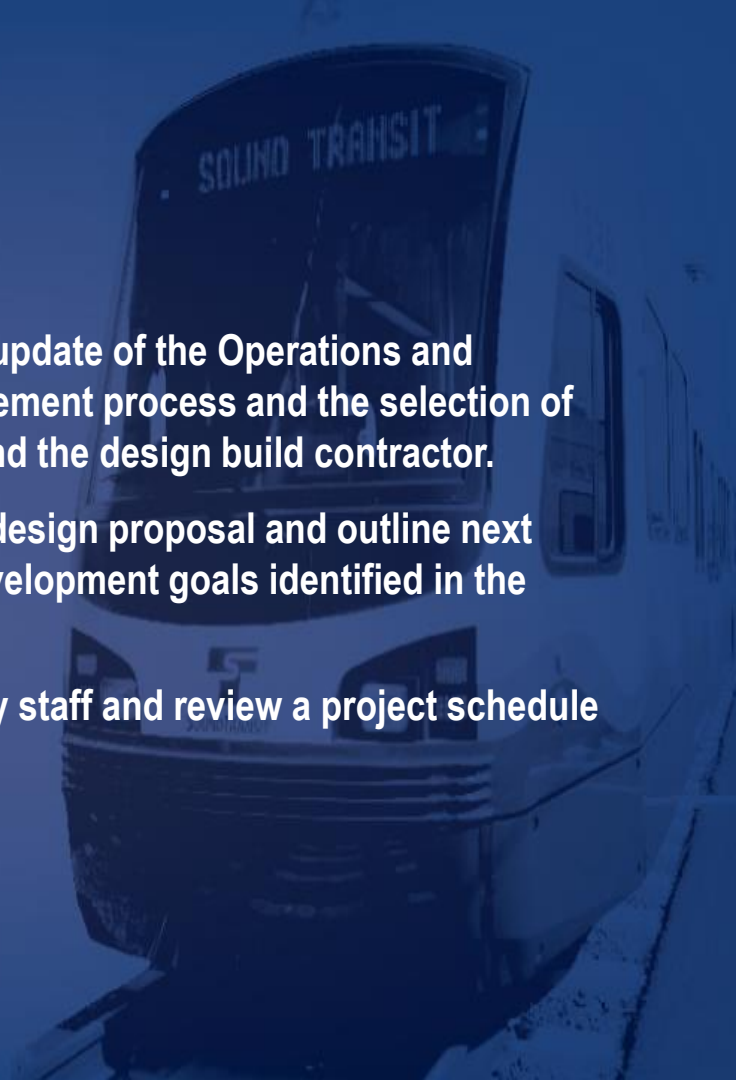 SOUND TRANSIT
update of the Operations and
ement process and the selection of
nd the design build contractor.
design proposal and outline next
velopment goals identified in the
y staff and review a project schedule